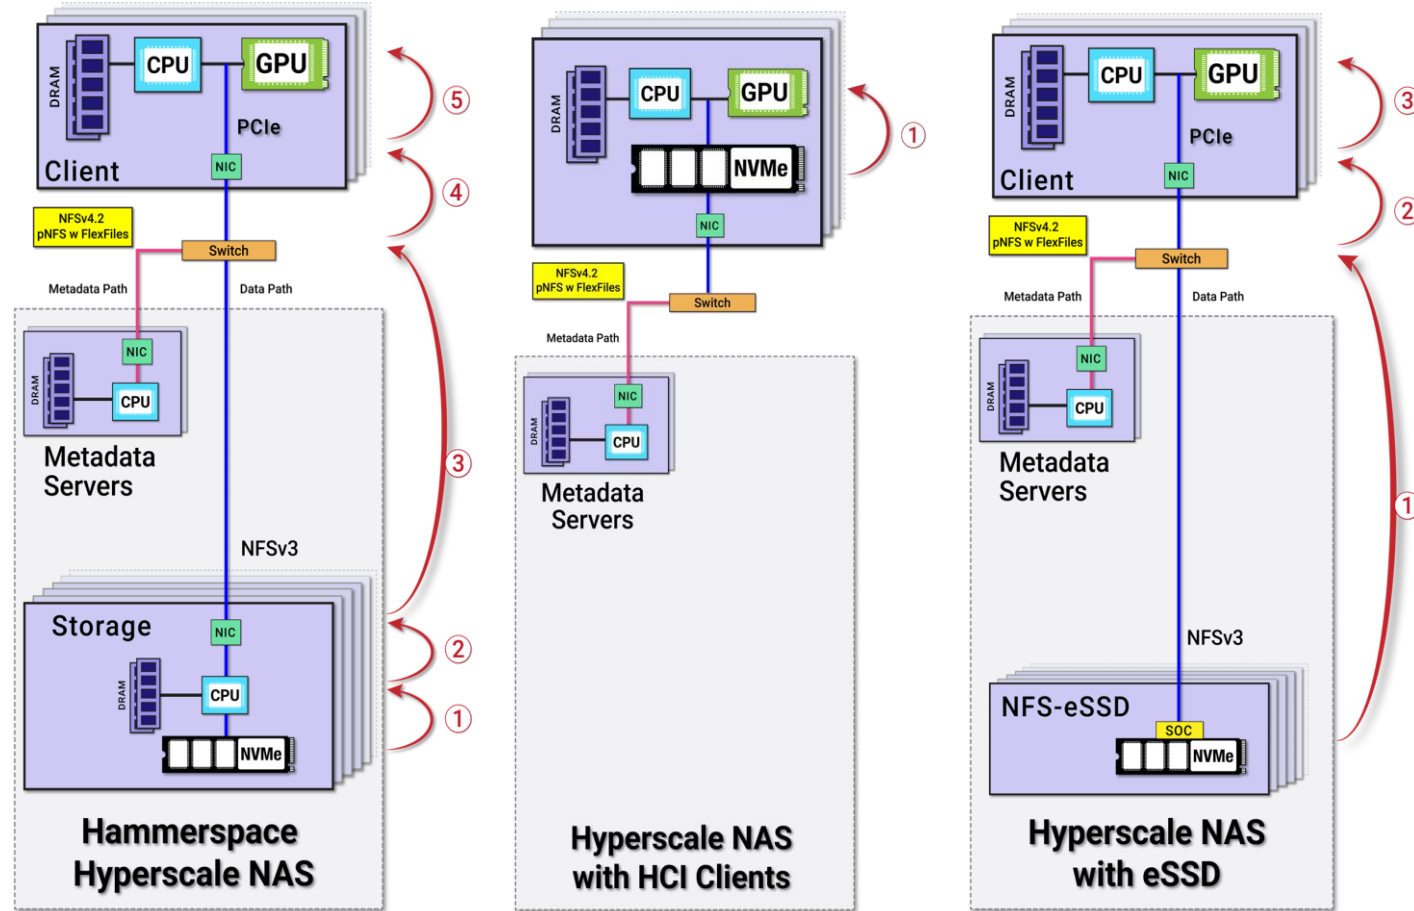 DRAM
CPU
GPU
PCIe
Client
NIC
NFSv4.2
pNFS w FlexFiles
Switch
Metadata Path
Data Path
NIC
DRAM
CPU
Metadata
Servers
NFSv3
Storage
NIC
DRAM
CPU
NVMe
5
4
3
2
1
Hammerspace
Hyperscale NAS
DRAM
CPU
GPU
NVMe
NIC
1
NFSv4.2
pNFS w FlexFiles
Switch
Metadata Path
NIC
DRAM
CPU
Metadata
Servers
Hyperscale NAS
with HCI Clients
DRAM
CPU
GPU
PCIe
Client
NIC
NFSv4.2
pNFS w FlexFiles
Switch
Metadata Path
Data Path
NIC
DRAM
CPU
Metadata
Servers
NFSv3
NFS-eSSD
SOC
NVMe
3
2
1
Hyperscale NAS
with eSSD